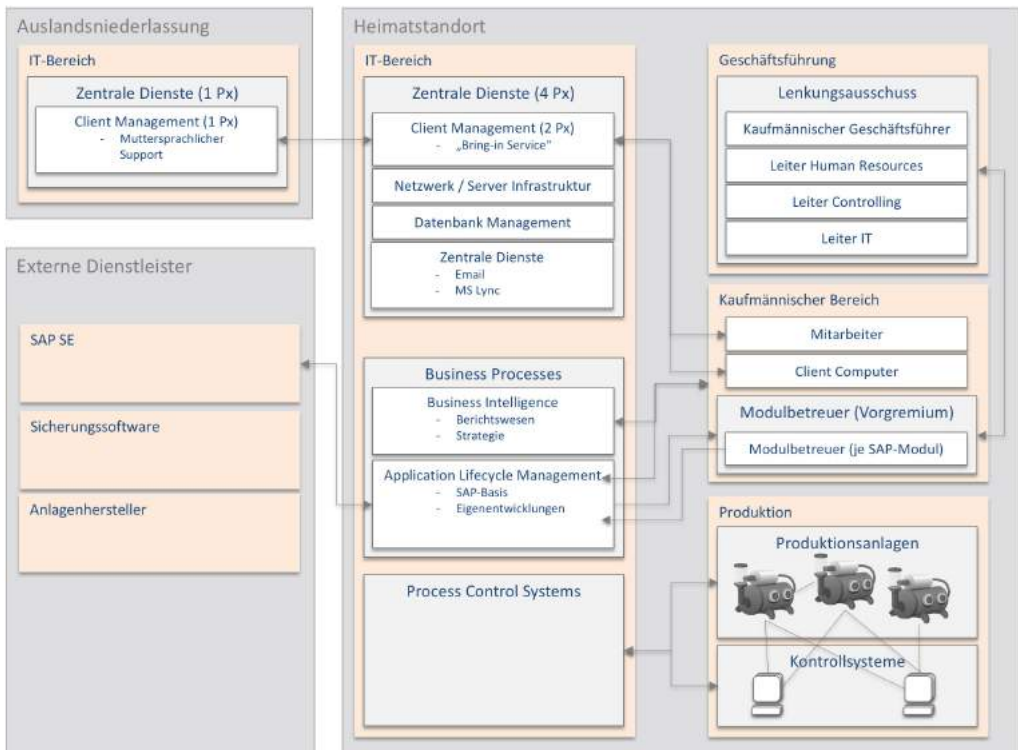 Auslandsniederlassung
IT-Bereich
Zentrale Dienste (1 Px)
Client Management (1 Px)
- Muttersprachlicher
Support
Externe Dienstleister
SAP SE
Sicherungssoftware
Anlagenhersteller
Heimatstandort
IT-Bereich
Zentrale Dienste (4 Px)
Client Management (2 Px)
- „Bring-in Service"
Netzwerk / Server Infrastruktur
Datenbank Management
Zentrale Dienste
- Email
- MS Lync
Business Processes
Business Intelligence
- Berichtswesen
- Strategie
Application Lifecycle Management
- SAP-Basis
- Eigenentwicklungen
Process Control Systems
Geschäftsführung
Lenkungsausschuss
Kaufmännischer Geschäftsführer
Leiter Human Resources
Leiter Controlling
Leiter IT
Kaufmännischer Bereich
Mitarbeiter
Client Computer
Modulbetreuer (Vorgremium)
Modulbetreuer (je SAP-Modul)
Produktion
Produktionsanlagen
Kontrollsysteme